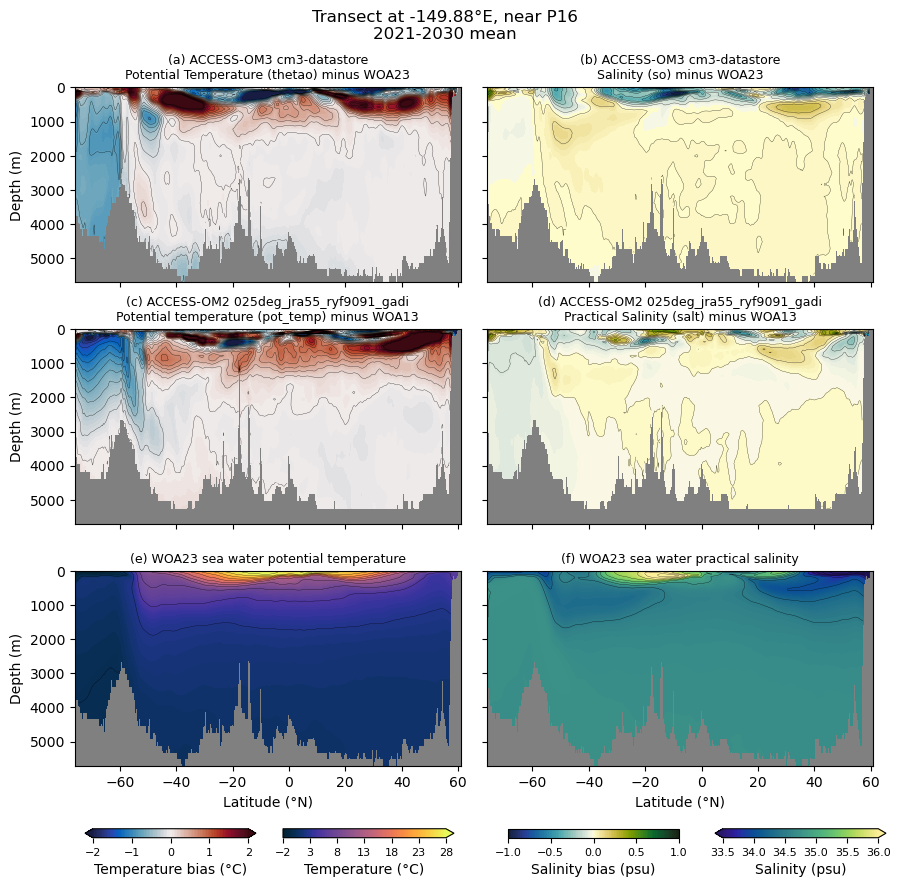 Transect at -149.88°E, near P16
2021-2030 mean
(a) ACCESS-OM3 cm3-datastore
Potential Temperature (thetao) minus WOA23
(b) ACCESS-OM3 cm3-datastore
Salinity (so) minus WOA23
0
1000
2000
3000
4000
5000
Depth (m)
(c) ACCESS-OM2 025deg_jra55_ryf9091_gadi
Potential temperature (pot_temp) minus WOA13
(d) ACCESS-OM2 025deg_jra55_ryf9091_gadi
Practical Salinity (salt) minus WOA13
0
1000
2000
3000
4000
5000
Depth (m)
(e) WOA23 sea water potential temperature
(f) WOA23 sea water practical salinity
0
1000
2000
3000
4000
5000
Depth (m)
−60 −40 −20 0 20 40 60
Latitude (°N)
−60 −40 −20 0 20 40 60
Latitude (°N)
−2 −1 0 1 2
Temperature bias (°C)
−2 3 8 13 18 23 28
Temperature (°C)
−1.0 −0.5 0.0 0.5 1.0
Salinity bias (psu)
33.5 34.0 34.5 35.0 35.5 36.0
Salinity (psu)